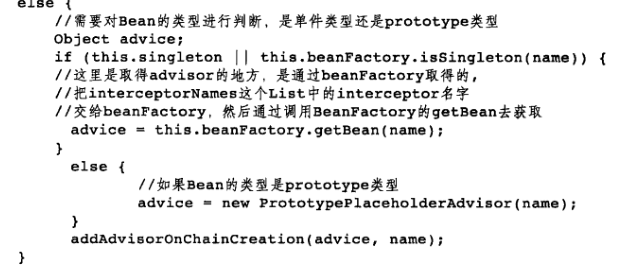 else {
//需要对Bean的类型进行判断，是单件类型还是prototype类型
Object advice;
if (this.singleton || this.beanFactory.isSingleton(name)) {
//这里是取得advisor的地方，是通过beanFactory取得的，
//把interceptorNames这个List中的interceptor名字
//交给beanFactory，然后通过调用BeanFactory的getBean去获取
advice = this.beanFactory.getBean(name);
}
else {
//如果Bean的类型是prototype类型
advice = new PrototypePlaceholderAdvisor(name);
}
addAdvisorOnChainCreation(advice, name);
}